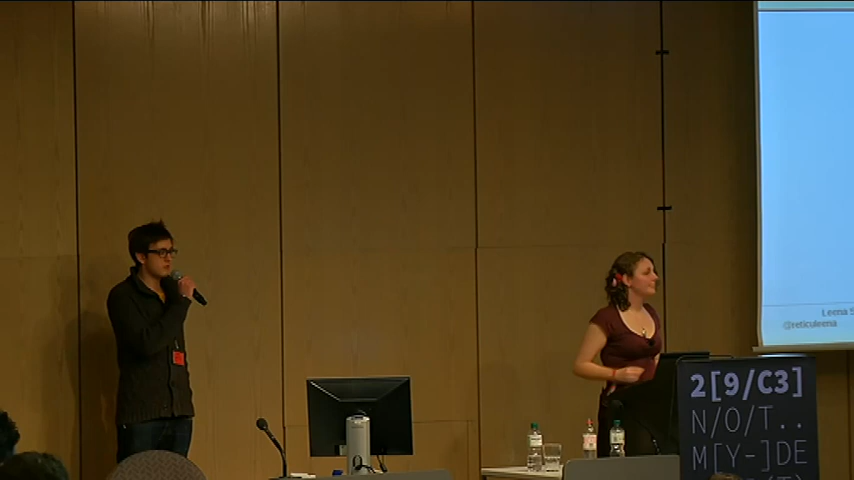 Leena S
@reticuleena
2[9/C3]
N/O/T..
M[Y-]DE